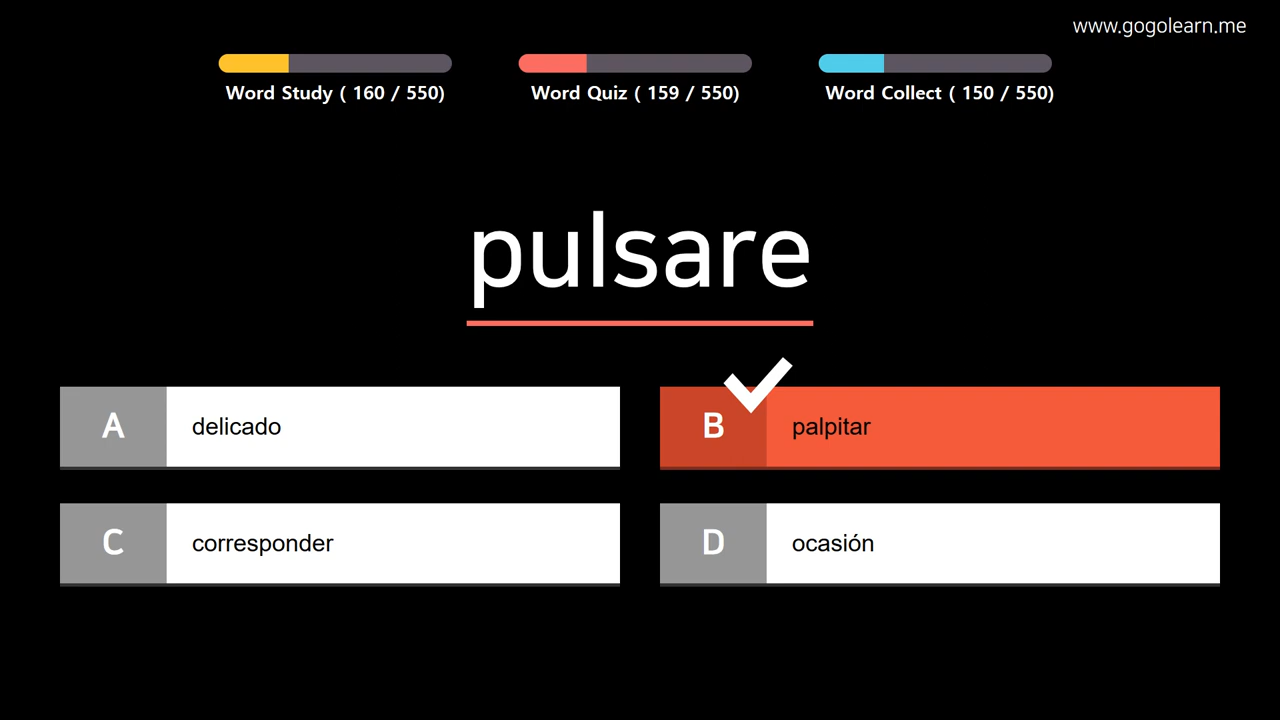 www.gogolearn.me
Word Study ( 160 / 550)
Word Quiz ( 159 / 550)
Word Collect ( 150 / 550)
pulsare
A delicado
B palpitar
C corresponder
D ocasión